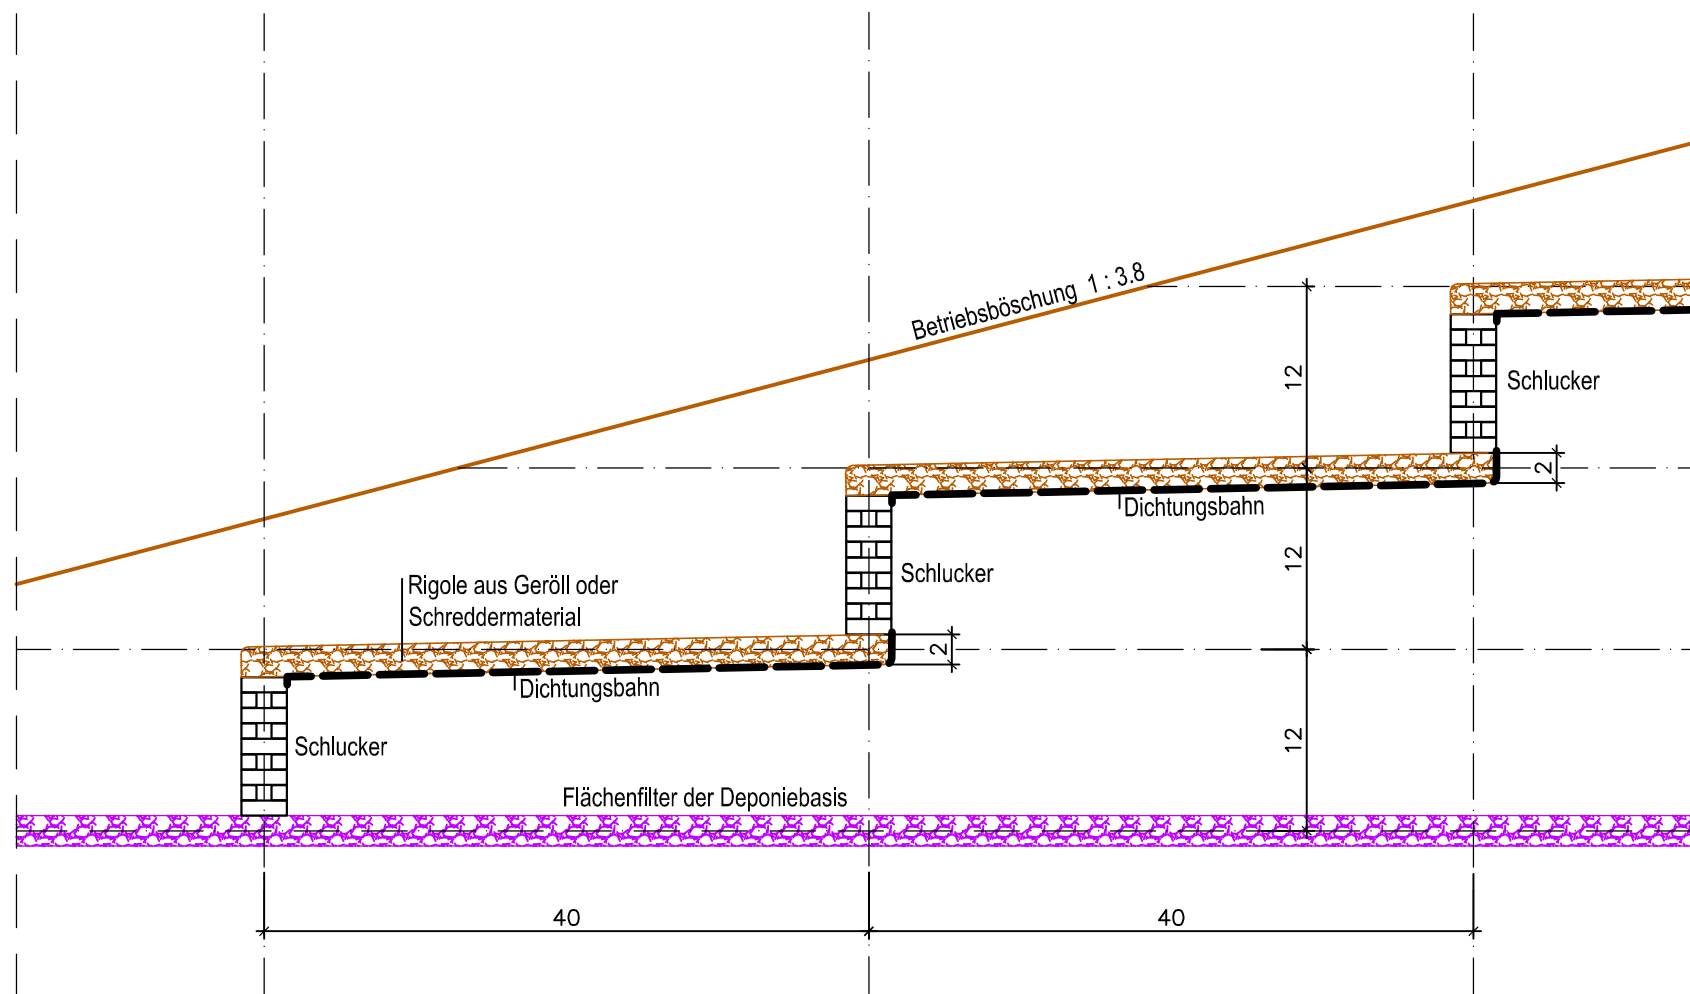 Betriebsböschung 1 : 3.8
12
Schlucker
2
Dichtungsbahn
12
Schlucker
Rigole aus Geröll oder
Schreddermaterial
2
Dichtungsbahn
12
Schlucker
Flächenfilter der Deponiebasis
40
40